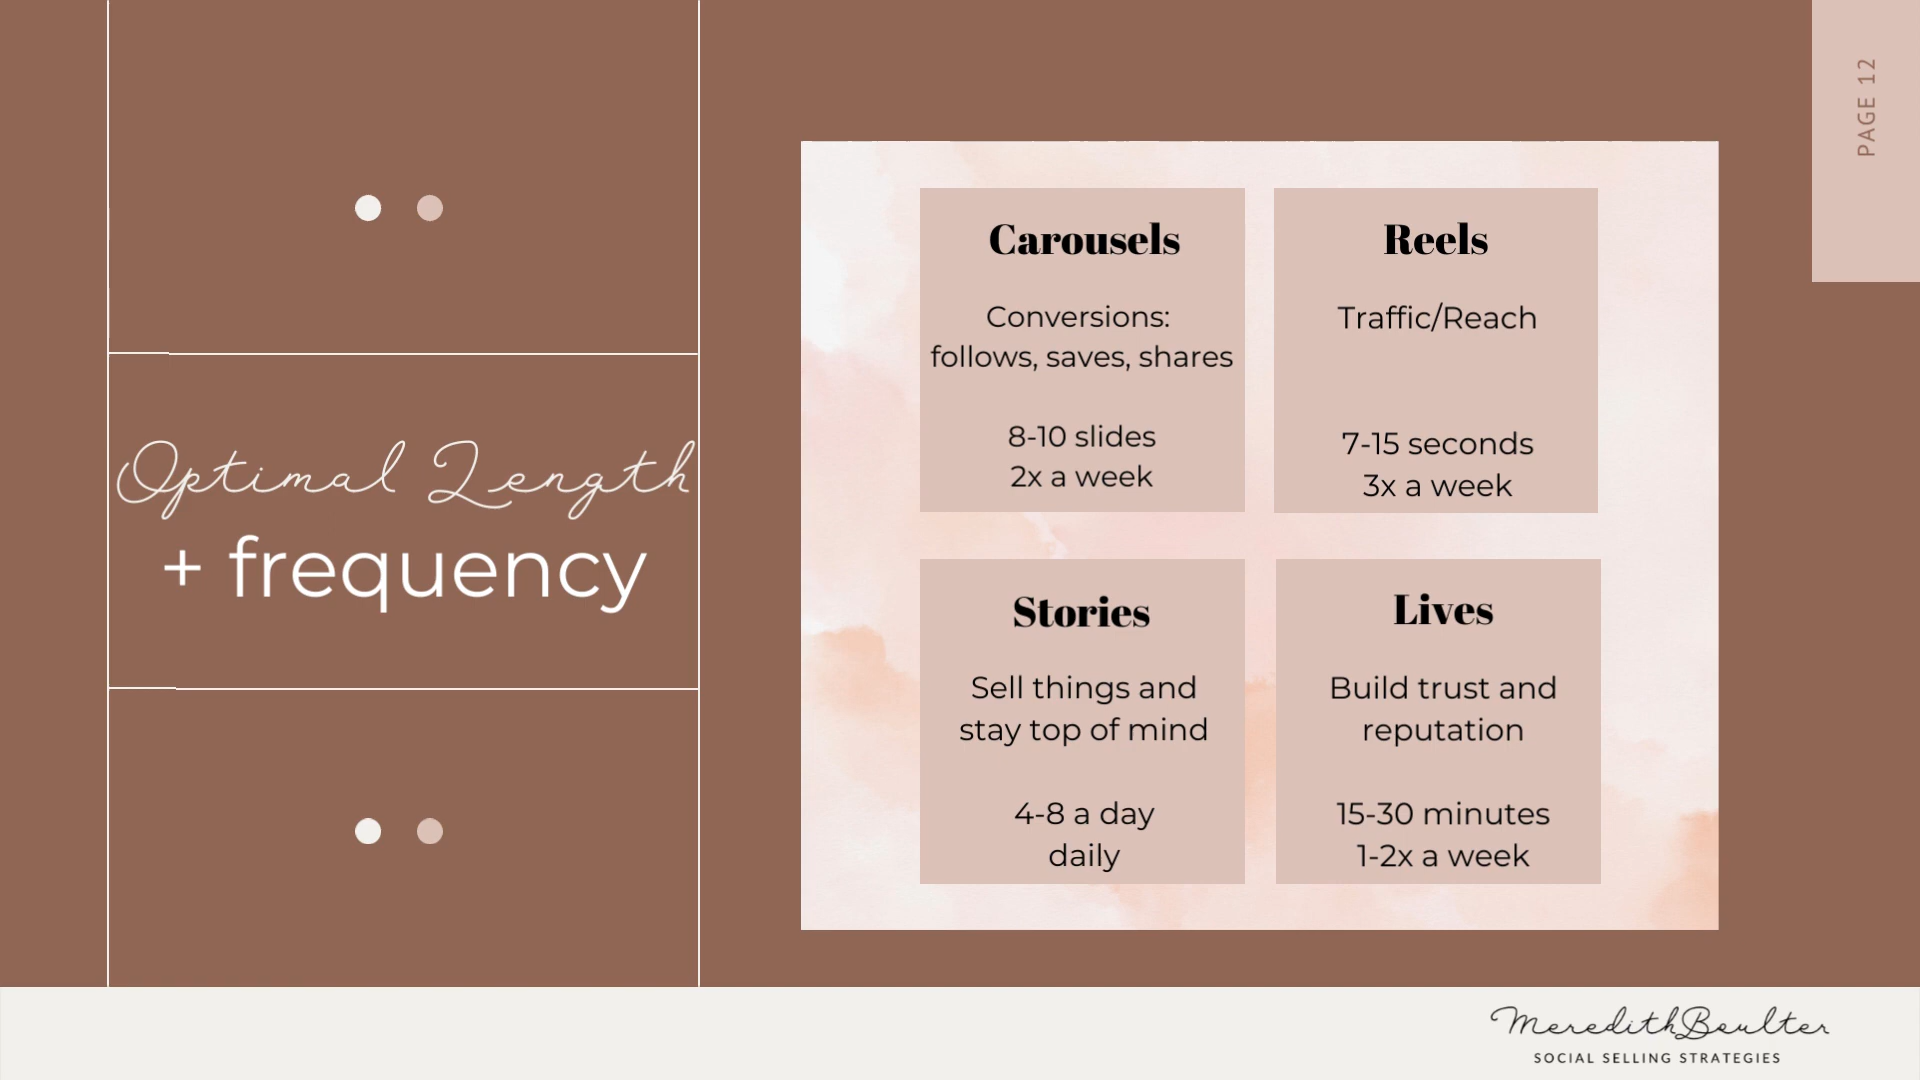 PAGE 12
Optimal Length
+ frequency
Carousels
Conversions:
follows, saves, shares
8-10 slides
2x a week
Reels
Traffic/Reach
7-15 seconds
3x a week
Stories
Sell things and
stay top of mind
4-8 a day
daily
Lives
Build trust and
reputation
15-30 minutes
1-2x a week
Meredith Boulter
SOCIAL SELLING STRATEGIES